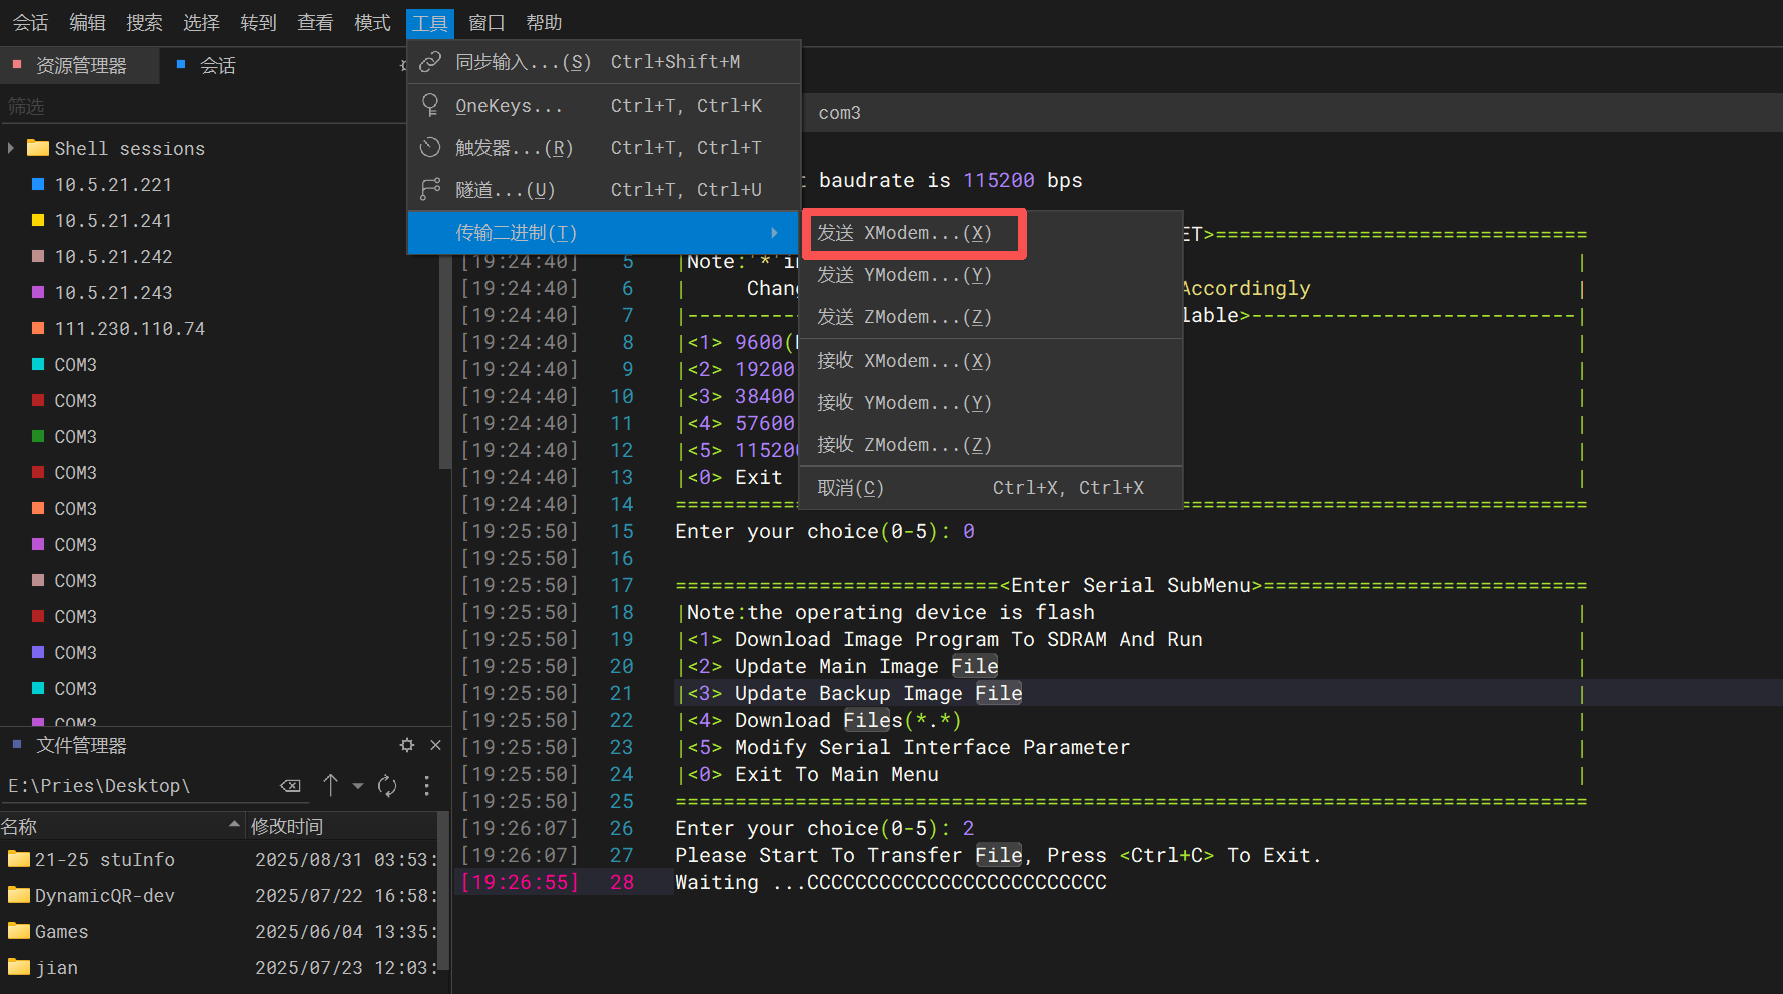 会话 编辑 搜索 选择 转到 查看 模式 工具 窗口 帮助
资源管理器 会话
筛选
Shell sessions
10.5.21.221
10.5.21.241
10.5.21.242
10.5.21.243
111.230.110.74
COM3
COM3
COM3
COM3
COM3
COM3
COM3
COM3
COM3
COM3
COM3
文件管理器
E:\Pries\Desktop\
名称 修改时间
21-25 stuInfo 2025/08/31 03:53:
DynamicQR-dev 2025/07/22 16:58:
Games 2025/06/04 13:35:
jian 2025/07/23 12:03:
同步输入...(S) Ctrl+Shift+M
OneKeys... Ctrl+T, Ctrl+K
触发器...(R) Ctrl+T, Ctrl+T
隧道...(U) Ctrl+T, Ctrl+U
传输二进制(T)
发送 XModem...(X)
发送 YModem...(Y)
发送 ZModem...(Z)
接收 XModem...(X)
接收 YModem...(Y)
接收 ZModem...(Z)
取消(C) Ctrl+X, Ctrl+X
com3
baudrate is 115200 bps
ET>===============================
[19:24:40] 5 |Note:'*'i |
[19:24:40] 6 | Chang Accordingly |
[19:24:40] 7 |--------- lable>---------------------------|
[19:24:40] 8 |<1> 9600( |
[19:24:40] 9 |<2> 19200 |
[19:24:40] 10 |<3> 38400 |
[19:24:40] 11 |<4> 57600 |
[19:24:40] 12 |<5> 115200 |
[19:24:40] 13 |<0> Exit |
[19:24:40] 14 ========== ==================================
[19:25:50] 15 Enter your choice(0-5): 0
[19:25:50] 16
[19:25:50] 17 ===========================<Enter Serial SubMenu>===========================
[19:25:50] 18 |Note:the operating device is flash |
[19:25:50] 19 |<1> Download Image Program To SDRAM And Run |
[19:25:50] 20 |<2> Update Main Image File |
[19:25:50] 21 |<3> Update Backup Image File |
[19:25:50] 22 |<4> Download Files(*.*) |
[19:25:50] 23 |<5> Modify Serial Interface Parameter |
[19:25:50] 24 |<0> Exit To Main Menu |
[19:25:50] 25 ============================================================================
[19:26:07] 26 Enter your choice(0-5): 2
[19:26:07] 27 Please Start To Transfer File, Press <Ctrl+C> To Exit.
[19:26:55] 28 Waiting ...CCCCCCCCCCCCCCCCCCCCCCCCC